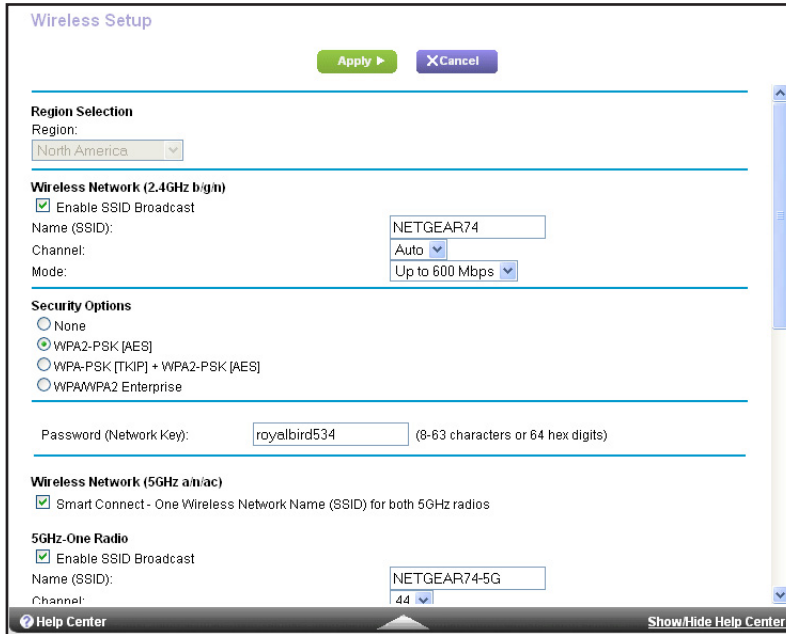 Wireless Setup
Apply ▶ X Cancel
Region Selection
Region:
North America
Wireless Network (2.4GHz b/g/n)
Enable SSID Broadcast
Name (SSID): NETGEAR74
Channel: Auto
Mode: Up to 600 Mbps
Security Options
None
WPA2-PSK [AES]
WPA-PSK [TKIP] + WPA2-PSK [AES]
WPA/WPA2 Enterprise
Password (Network Key): royalbird534 (8-63 characters or 64 hex digits)
Wireless Network (5GHz a/n/ac)
Smart Connect - One Wireless Network Name (SSID) for both 5GHz radios
5GHz-One Radio
Enable SSID Broadcast
Name (SSID): NETGEAR74-5G
Channel: 44
Help Center Show/Hide Help Center